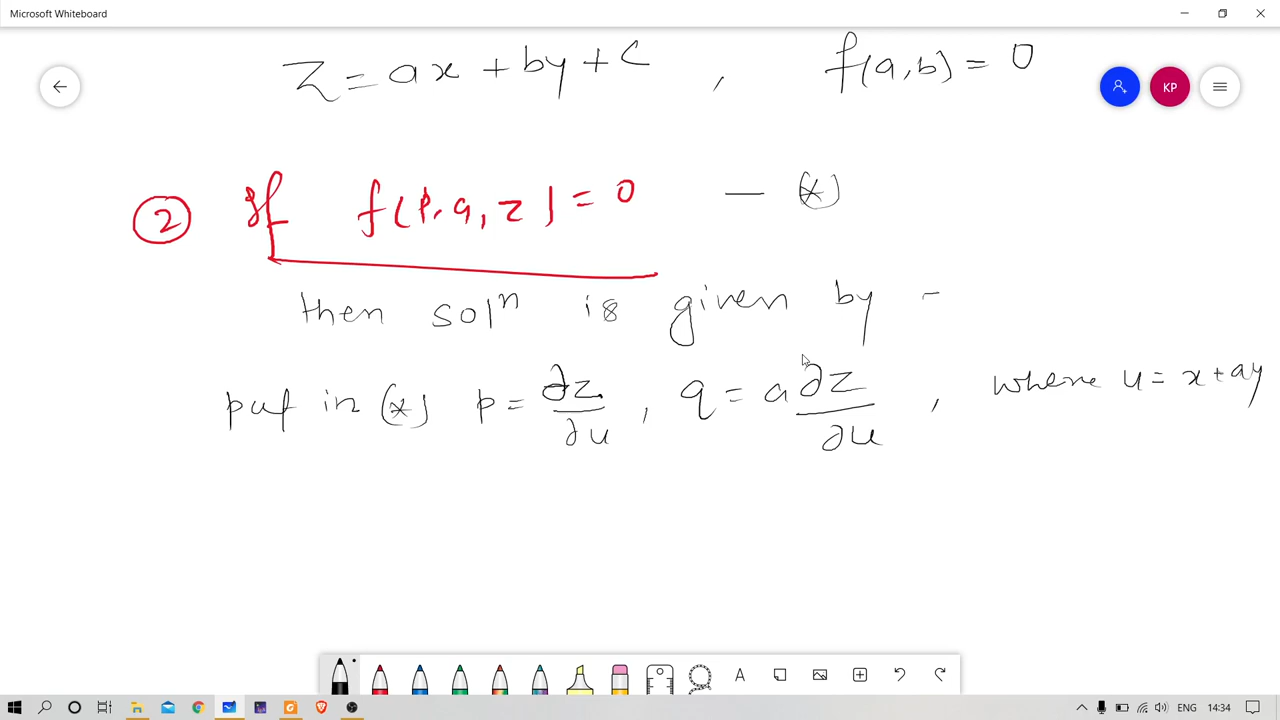 Microsoft Whiteboard
z = ax + by + c , f(a,b) = 0
② If f(p,q,z) = 0 — (*)
then solⁿ is given by -
put in (*) p = ∂z/∂u , q = a ∂z/∂u , where u = x + ay
KP
A
ENG 14:34